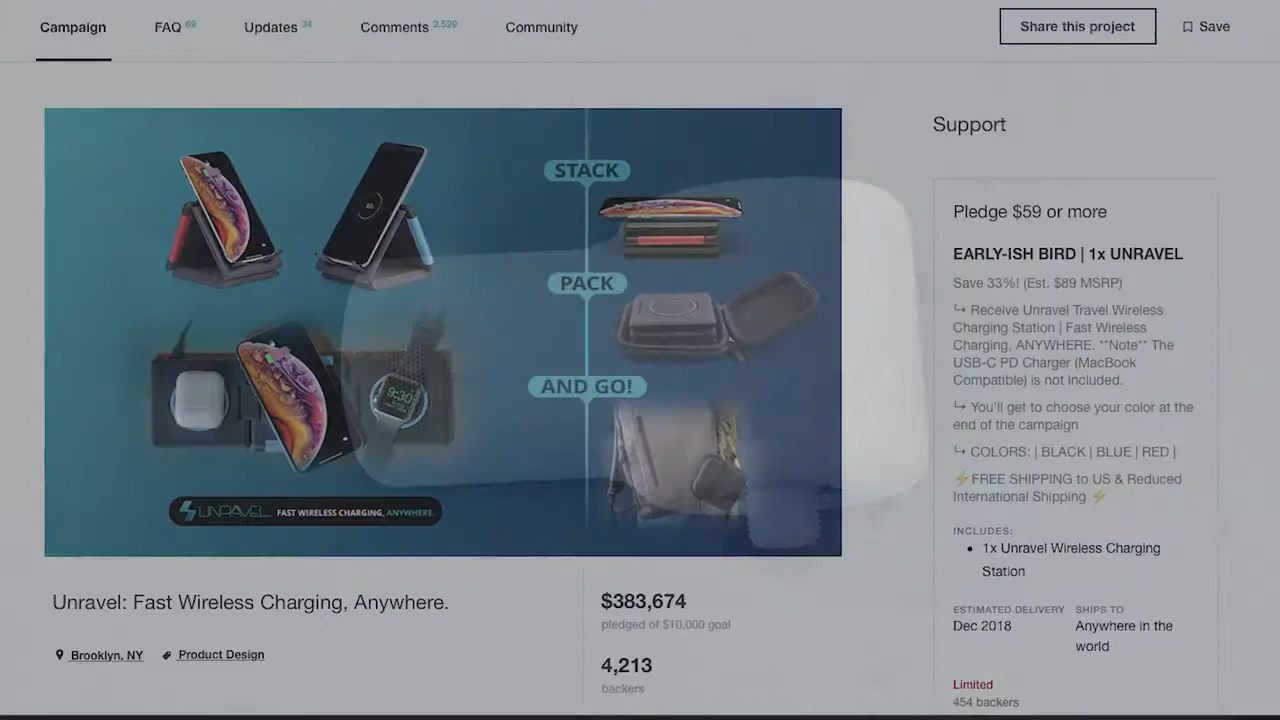 Campaign
FAQ 69
Updates 34
Comments 2,529
Community
Share this project
Save
STACK
PACK
AND GO!
9:30
UNRAVEL FAST WIRELESS CHARGING, ANYWHERE.
Unravel: Fast Wireless Charging, Anywhere.
Brooklyn, NY
Product Design
$383,674
pledged of $10,000 goal
4,213
backers
Support
Pledge $59 or more
EARLY-ISH BIRD | 1x UNRAVEL
Save 33%! (Est. $89 MSRP)
↳ Receive Unravel Travel Wireless
Charging Station | Fast Wireless
Charging, ANYWHERE. **Note** The
USB-C PD Charger (MacBook
Compatible) is not included.
↳ You'll get to choose your color at the
end of the campaign
↳ COLORS: | BLACK | BLUE | RED |
⚡FREE SHIPPING to US & Reduced
International Shipping ⚡
INCLUDES:
• 1x Unravel Wireless Charging
Station
ESTIMATED DELIVERY
Dec 2018
SHIPS TO
Anywhere in the
world
Limited
454 backers